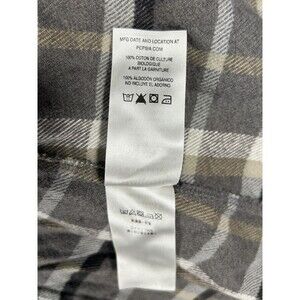 MFG DATE AND LOCATION AT
PCPSIA.COM
100% COTON DE CULTURE
BIOLOGIQUE
À PART LA GARNITURE
100% ALGODÓN ORGÁNICO
NO INCLUYE EL ADORNO